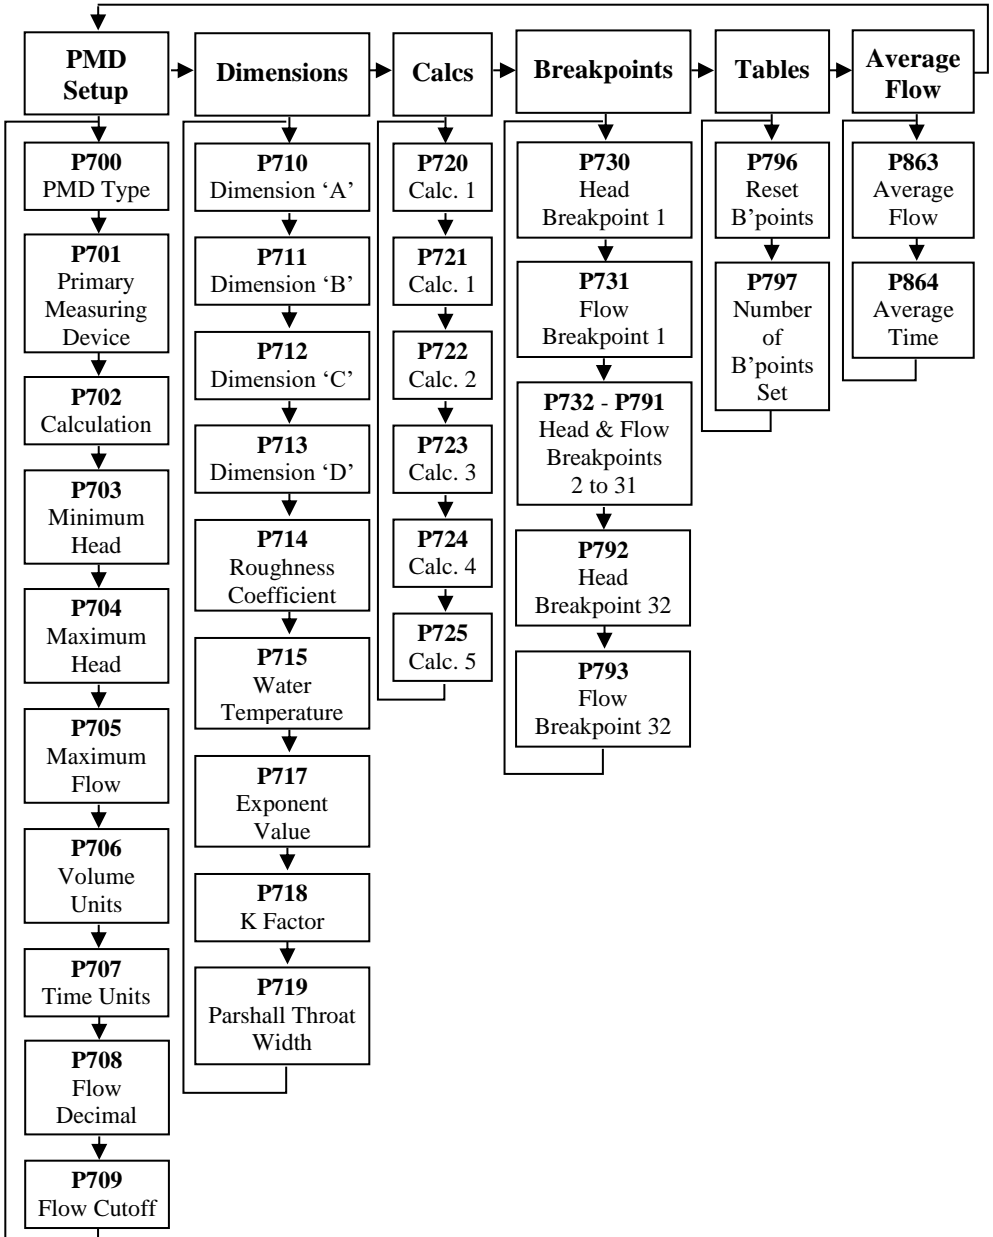 PMD
Setup
Dimensions
Calcs
Breakpoints
Tables
Average
Flow
P700
PMD Type
P701
Primary
Measuring
Device
P702
Calculation
P703
Minimum
Head
P704
Maximum
Head
P705
Maximum
Flow
P706
Volume
Units
P707
Time Units
P708
Flow
Decimal
P709
Flow Cutoff
P710
Dimension ‘A’
P711
Dimension ‘B’
P712
Dimension ‘C’
P713
Dimension ‘D’
P714
Roughness
Coefficient
P715
Water
Temperature
P717
Exponent
Value
P718
K Factor
P719
Parshall Throat
Width
P720
Calc. 1
P721
Calc. 1
P722
Calc. 2
P723
Calc. 3
P724
Calc. 4
P725
Calc. 5
P730
Head
Breakpoint 1
P731
Flow
Breakpoint 1
P732 - P791
Head & Flow
Breakpoints
2 to 31
P792
Head
Breakpoint 32
P793
Flow
Breakpoint 32
P796
Reset
B’points
P797
Number
of
B’points
Set
P863
Average
Flow
P864
Average
Time